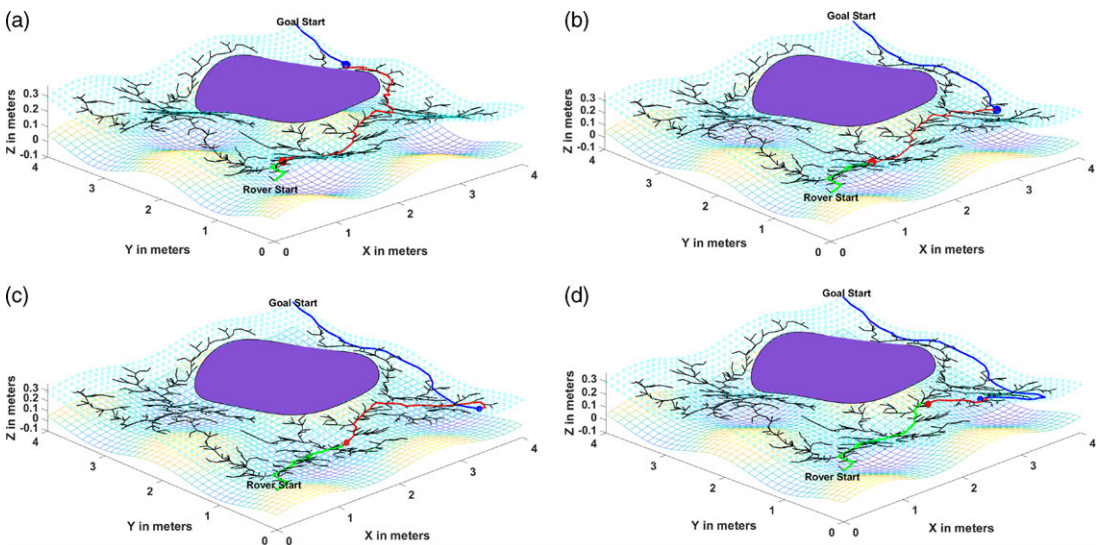 (a)
Goal Start
0.3
0.2
0.1
0
-0.1
Z in meters
4
3
2
1
0
Y in meters
0
1
2
3
4
X in meters
Rover Start
(b)
Goal Start
0.3
0.2
0.1
0
-0.1
Z in meters
4
3
2
1
0
Y in meters
0
1
2
3
4
X in meters
Rover Start
(c)
Goal Start
0.3
0.2
0.1
0
-0.1
Z in meters
4
3
2
1
0
Y in meters
0
1
2
3
4
X in meters
Rover Start
(d)
Goal Start
0.3
0.2
0.1
0
-0.1
Z in meters
4
3
2
1
0
Y in meters
0
1
2
3
4
X in meters
Rover Start